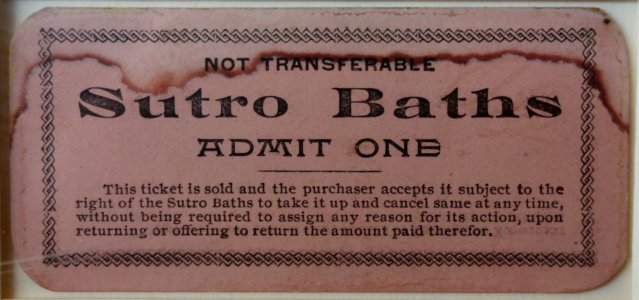 NOT TRANSFERABLE
Sutro Baths
ADMIT ONE
This ticket is sold and the purchaser accepts it subject to the
right of the Sutro Baths to take it up and cancel same at any time,
without being required to assign any reason for its action, upon
returning or offering to return the amount paid therefor.